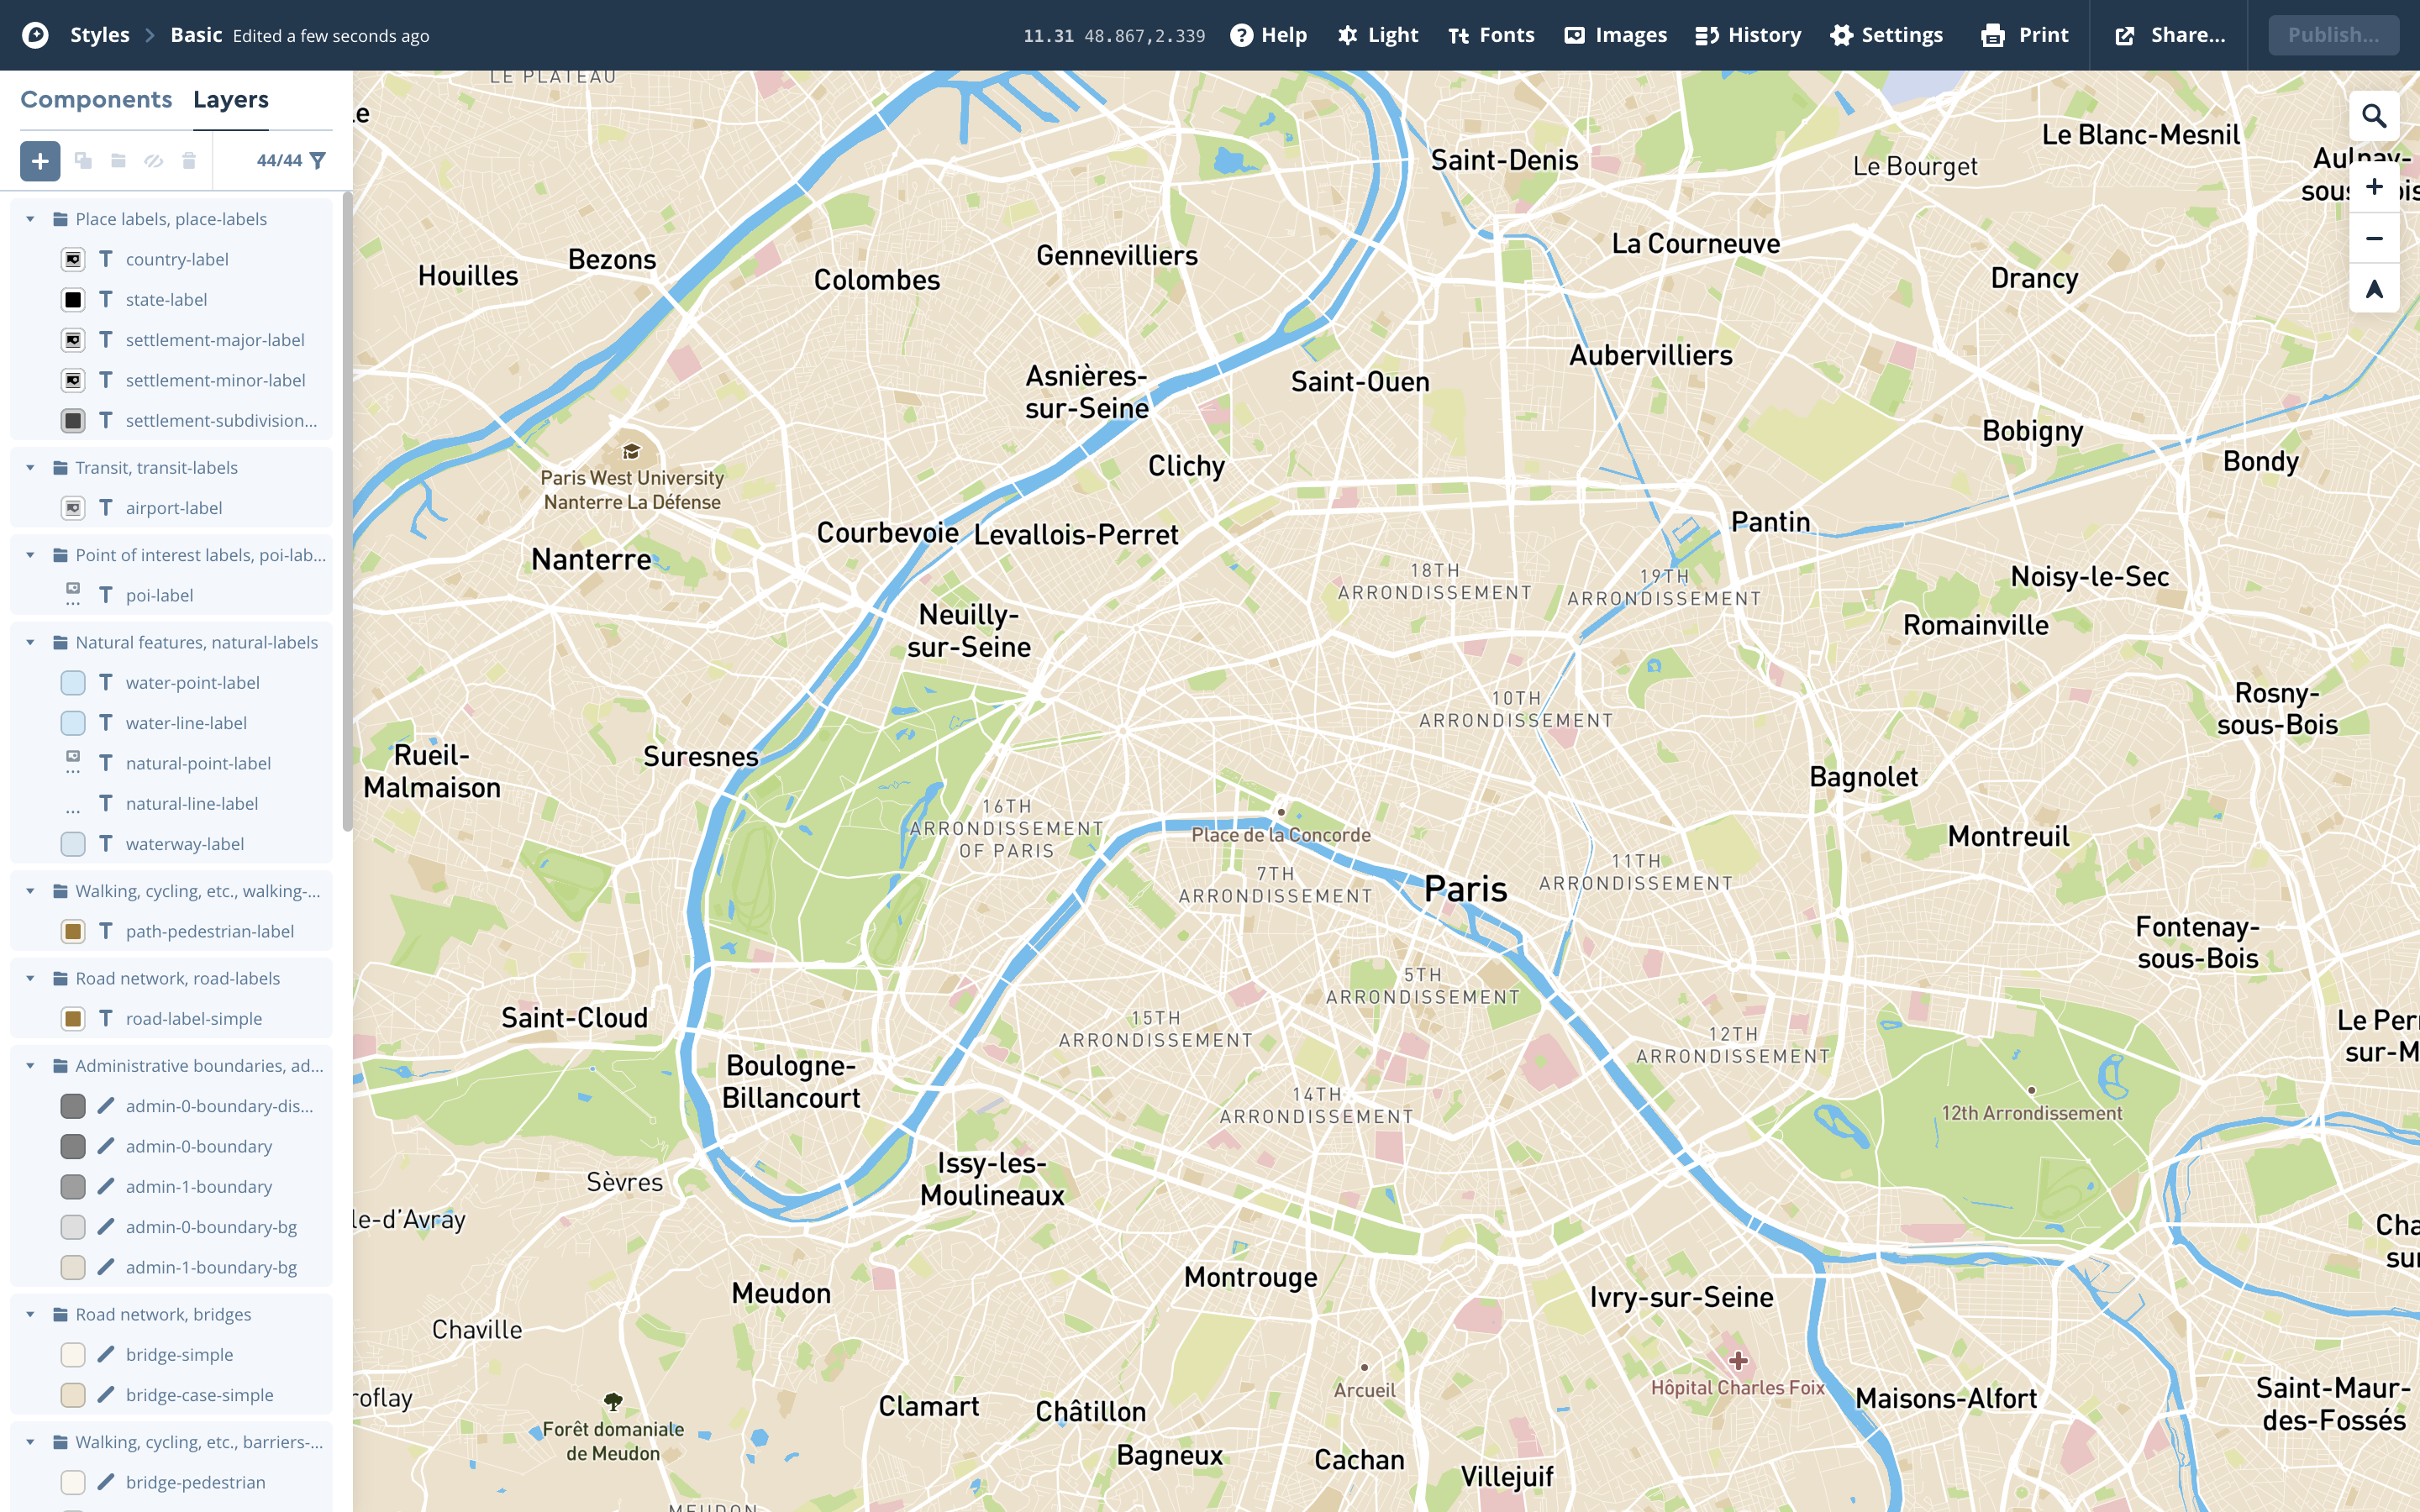 Styles
Basic
Edited a few seconds ago
11.31 48.867,2.339
Help
Light
Fonts
Images
History
Settings
Print
Share...
Publish...
Components
Layers
44/44
Place labels, place-labels
country-label
state-label
settlement-major-label
settlement-minor-label
settlement-subdivision...
Transit, transit-labels
airport-label
Point of interest labels, poi-lab...
poi-label
Natural features, natural-labels
water-point-label
water-line-label
natural-point-label
natural-line-label
waterway-label
Walking, cycling, etc., walking-...
path-pedestrian-label
Road network, road-labels
road-label-simple
Administrative boundaries, ad...
admin-0-boundary-dis...
admin-0-boundary
admin-1-boundary
admin-0-boundary-bg
admin-1-boundary-bg
Road network, bridges
bridge-simple
bridge-case-simple
Walking, cycling, etc., barriers-...
bridge-pedestrian
LE PLATEAU
Le Blanc-Mesnil
Le Bourget
Saint-Denis
Aulnay-
La Courneuve
Gennevilliers
Bezons
Houilles
Colombes
Drancy
Aubervilliers
Asnières-
sur-Seine
Saint-Ouen
Bobigny
Bondy
Clichy
Paris West University
Nanterre La Défense
Pantin
Courbevoie
Levallois-Perret
Nanterre
18TH
ARRONDISSEMENT
19TH
ARRONDISSEMENT
Noisy-le-Sec
Romainville
Neuilly-
sur-Seine
Rosny-
sous-Bois
10TH
ARRONDISSEMENT
Suresnes
Rueil-
Malmaison
Bagnolet
16TH
ARRONDISSEMENT
OF PARIS
Place de la Concorde
Montreuil
7TH
ARRONDISSEMENT
Paris
11TH
ARRONDISSEMENT
Fontenay-
sous-Bois
5TH
ARRONDISSEMENT
Saint-Cloud
15TH
ARRONDISSEMENT
12TH
ARRONDISSEMENT
Le Per
sur-M
Boulogne-
Billancourt
14TH
ARRONDISSEMENT
12th Arrondissement
Issy-les-
Moulineaux
Sèvres
le-d'Avray
Cha
sur
Montrouge
Meudon
Ivry-sur-Seine
Chaville
Arcueil
Hôpital Charles Foix
Maisons-Alfort
Saint-Maur-
des-Fossés
roflay
Clamart
Châtillon
Forêt domaniale
de Meudon
Bagneux
Cachan
Villejuif
MEUDON